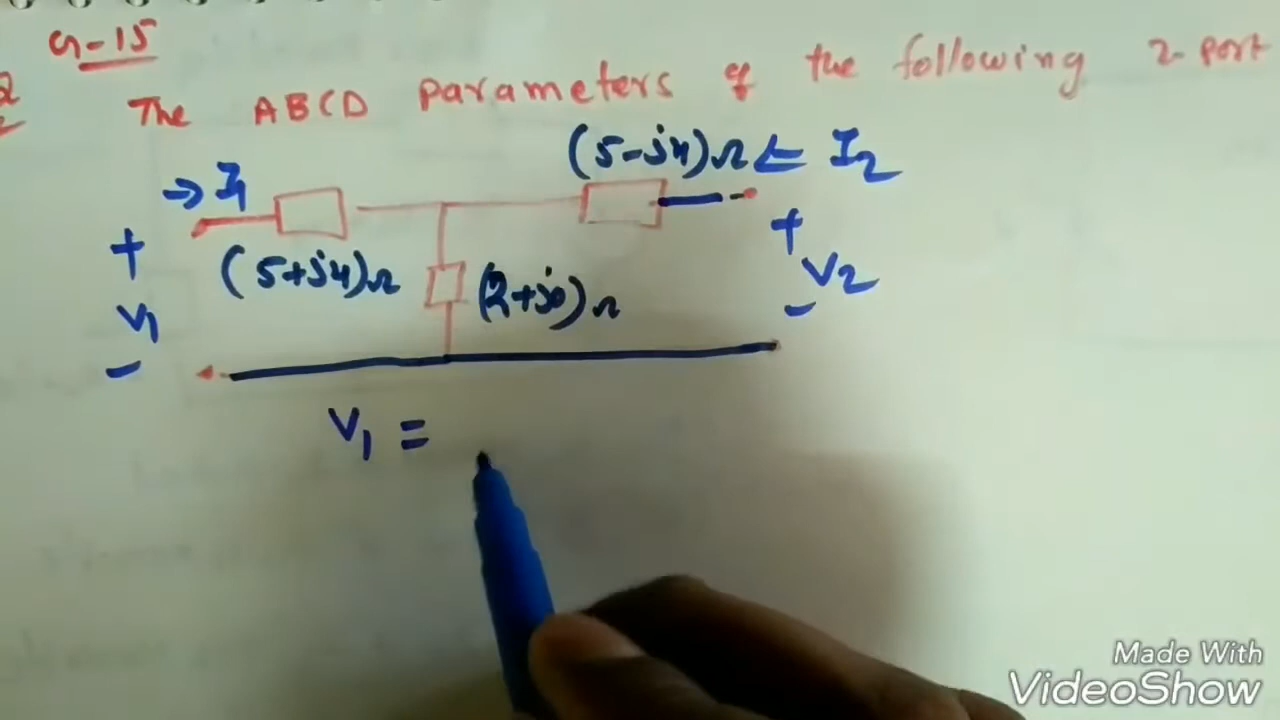 G-15
The ABCD parameters of the following 2-port
(5-j4)Ω ← I2
→ I1
+
+
(5+j4)Ω
(2+j0)Ω
V2
V1
-
-
V1 =
Made With
VideoShow